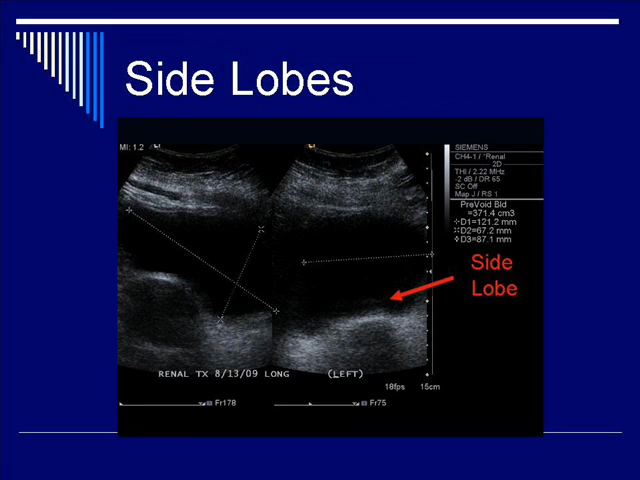 Side Lobes
MI: 1.2
SIEMENS
CH4-1 / *Renal
2D
THI / 2.22 MHz
-2 dB / DR 65
SC Off
Map J / RS 1
PreVoid Bld
=371.4 cm3
D1=121.2 mm
D2=67.2 mm
D3=87.1 mm
Side
Lobe
RENAL TX 8/13/09 LONG (LEFT)
18fps 15cm
Fr178 Fr75